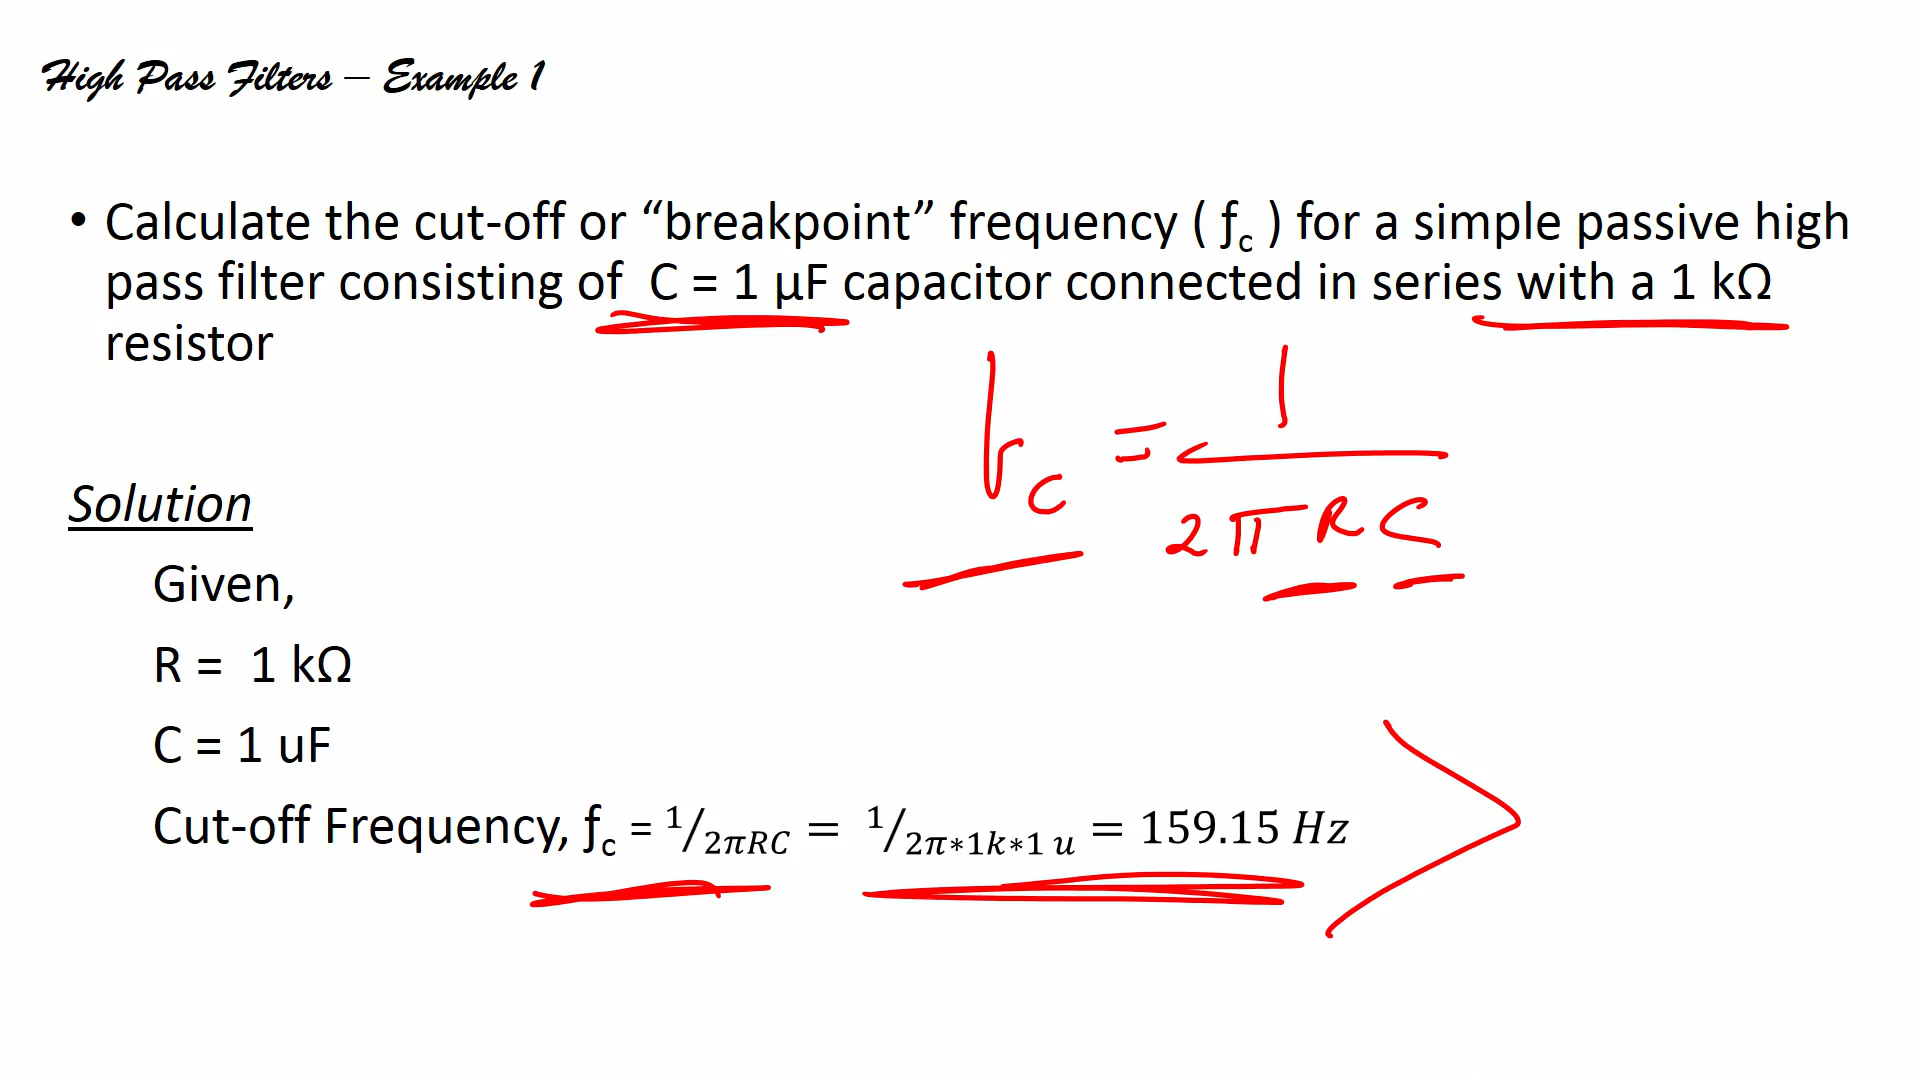 High Pass Filters – Example 1
• Calculate the cut-off or “breakpoint” frequency ( ƒc ) for a simple passive high
pass filter consisting of C = 1 μF capacitor connected in series with a 1 kΩ
resistor
fc = 1/2πRC
Solution
Given,
R = 1 kΩ
C = 1 uF
Cut-off Frequency, ƒc = 1/2πRC = 1/2π*1k*1 u = 159.15 Hz